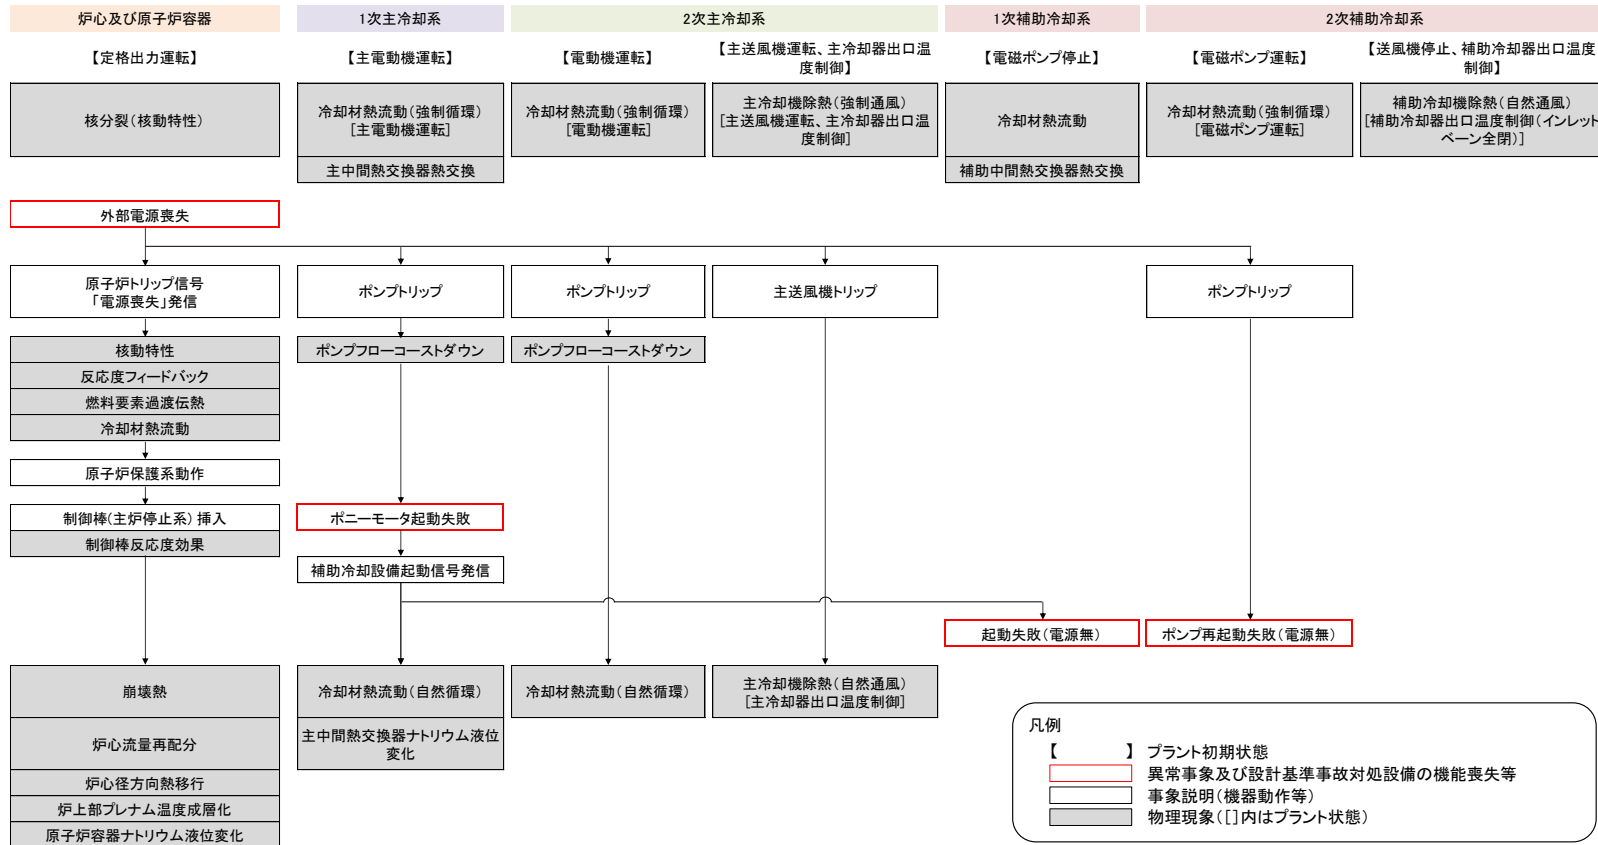 炉心及び原子炉容器
1次主冷却系
2次主冷却系
1次補助冷却系
2次補助冷却系
【定格出力運転】
【主電動機運転】
【電動機運転】
【主送風機運転、主冷却器出口温
度制御】
【電磁ポンプ停止】
【電磁ポンプ運転】
【送風機停止、補助冷却器出口温度
制御】
核分裂(核動特性)
冷却材熱流動(強制循環)
[主電動機運転]
冷却材熱流動(強制循環)
[電動機運転]
主冷却機除熱(強制通風)
[主送風機運転、主冷却器出口温
度制御]
冷却材熱流動
冷却材熱流動(強制循環)
[電磁ポンプ運転]
補助冷却機除熱(自然通風)
[補助冷却器出口温度制御(インレット
ベーン全閉)]
主中間熱交換器熱交換
補助中間熱交換器熱交換
外部電源喪失
原子炉トリップ信号
「電源喪失」発信
ポンプトリップ
ポンプトリップ
主送風機トリップ
ポンプトリップ
核動特性
ポンプフローコーストダウン
ポンプフローコーストダウン
反応度フィードバック
燃料要素過渡伝熱
冷却材熱流動
原子炉保護系動作
制御棒(主炉停止系) 挿入
ポニーモータ起動失敗
制御棒反応度効果
補助冷却設備起動信号発信
起動失敗(電源無)
ポンプ再起動失敗(電源無)
崩壊熱
冷却材熱流動(自然循環)
冷却材熱流動(自然循環)
主冷却機除熱(自然通風)
[主冷却器出口温度制御]
炉心流量再配分
主中間熱交換器ナトリウム液位
変化
炉心径方向熱移行
炉上部プレナム温度成層化
原子炉容器ナトリウム液位変化
凡例
【 】 プラント初期状態
異常事象及び設計基準事故対処設備の機能喪失等
事象説明(機器動作等)
物理現象([]内はプラント状態)